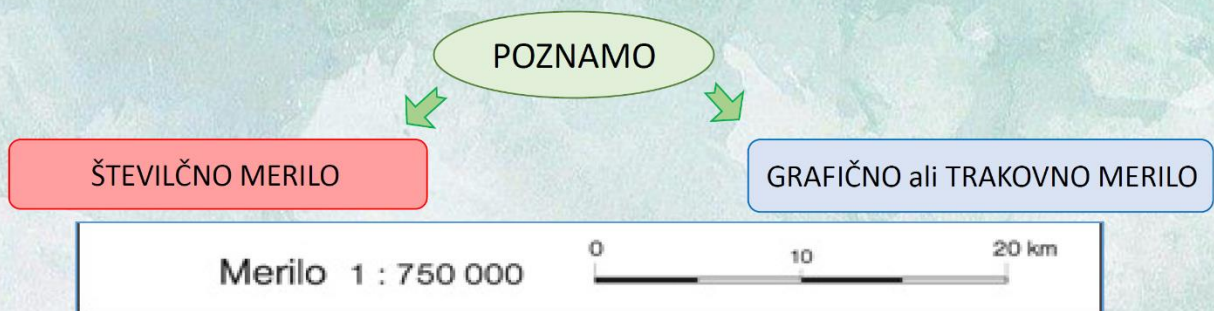 POZNAMO
ŠTEVILČNO MERILO
GRAFIČNO ali TRAKOVNO MERILO
Merilo 1 : 750 000
0 10 20 km